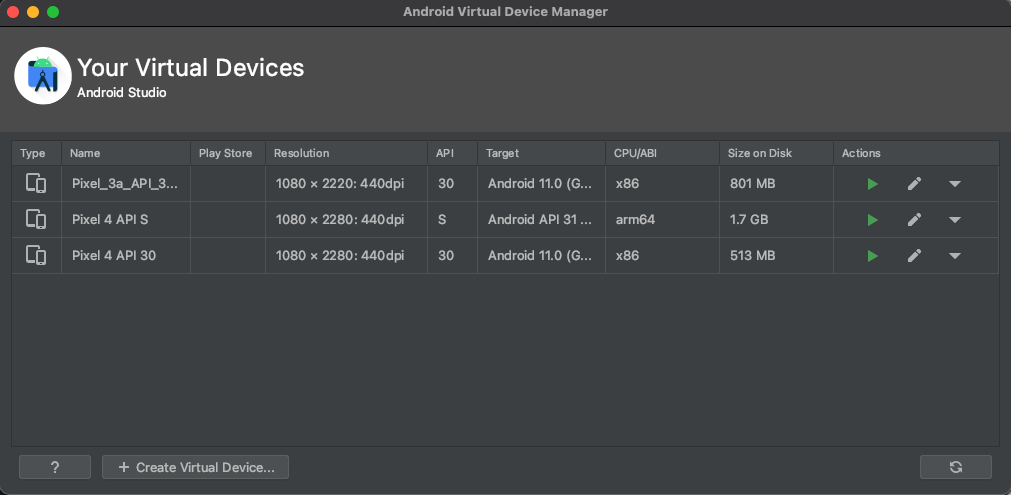 Android Virtual Device Manager
Your Virtual Devices
Android Studio
Type Name Play Store Resolution API Target CPU/ABI Size on Disk Actions
Pixel_3a_API_3... 1080 × 2220: 440dpi 30 Android 11.0 (G... x86 801 MB
Pixel 4 API S 1080 × 2280: 440dpi S Android API 31 ... arm64 1.7 GB
Pixel 4 API 30 1080 × 2280: 440dpi 30 Android 11.0 (G... x86 513 MB
? + Create Virtual Device...